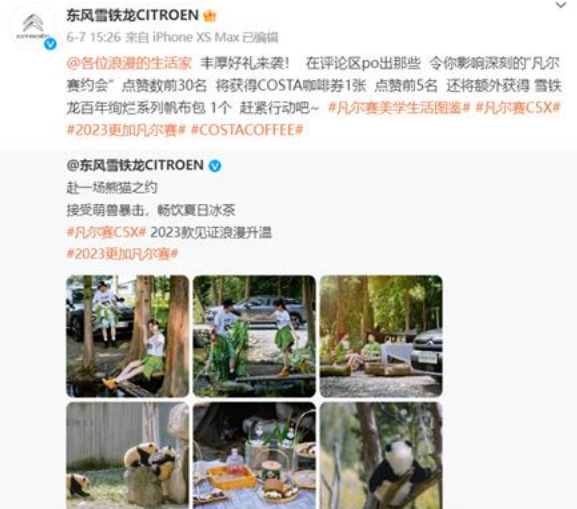 东风雪铁龙CITROEN
CITROËN
6-7 15:26 来自 iPhone XS Max 已编辑
@各位浪漫的生活家 丰厚好礼来袭! 在评论区po出那些 令你影响深刻的“凡尔
赛约会” 点赞数前30名 将获得COSTA咖啡券1张 点赞前5名 还将额外获得 雪铁
龙百年绚烂系列帆布包 1个 赶紧行动吧~ #凡尔赛美学生活图鉴# #凡尔赛C5X#
#2023更加凡尔赛# #COSTACOFFEE#
@东风雪铁龙CITROEN
赴一场熊猫之约
接受萌兽暴击，畅饮夏日冰茶
#凡尔赛C5X# 2023款见证浪漫升温
#2023更加凡尔赛#